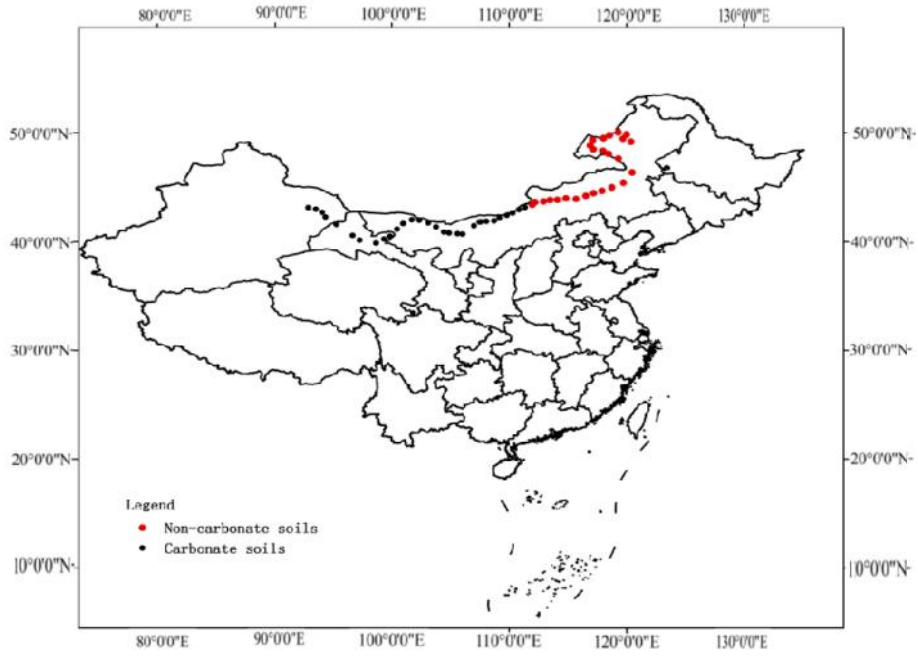 80°0'0"E 90°0'0"E 100°0'0"E 110°0'0"E 120°0'0"E 130°0'0"E
50°0'0"N 50°0'0"N
40°0'0"N 40°0'0"N
30°0'0"N 30°0'0"N
20°0'0"N 20°0'0"N
Legend
Non-carbonate soils
Carbonate soils
10°0'0"N 10°0'0"N
80°0'0"E 90°0'0"E 100°0'0"E 110°0'0"E 120°0'0"E 130°0'0"E